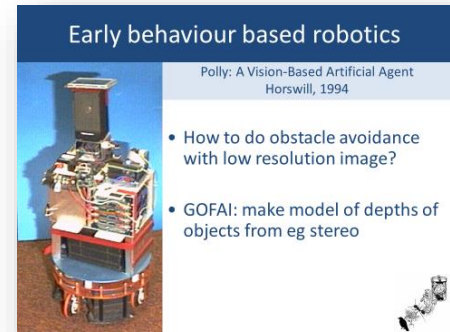 Early behaviour based robotics
Polly: A Vision-Based Artificial Agent
Horswill, 1994
• How to do obstacle avoidance
with low resolution image?
• GOFAI: make model of depths of
objects from eg stereo